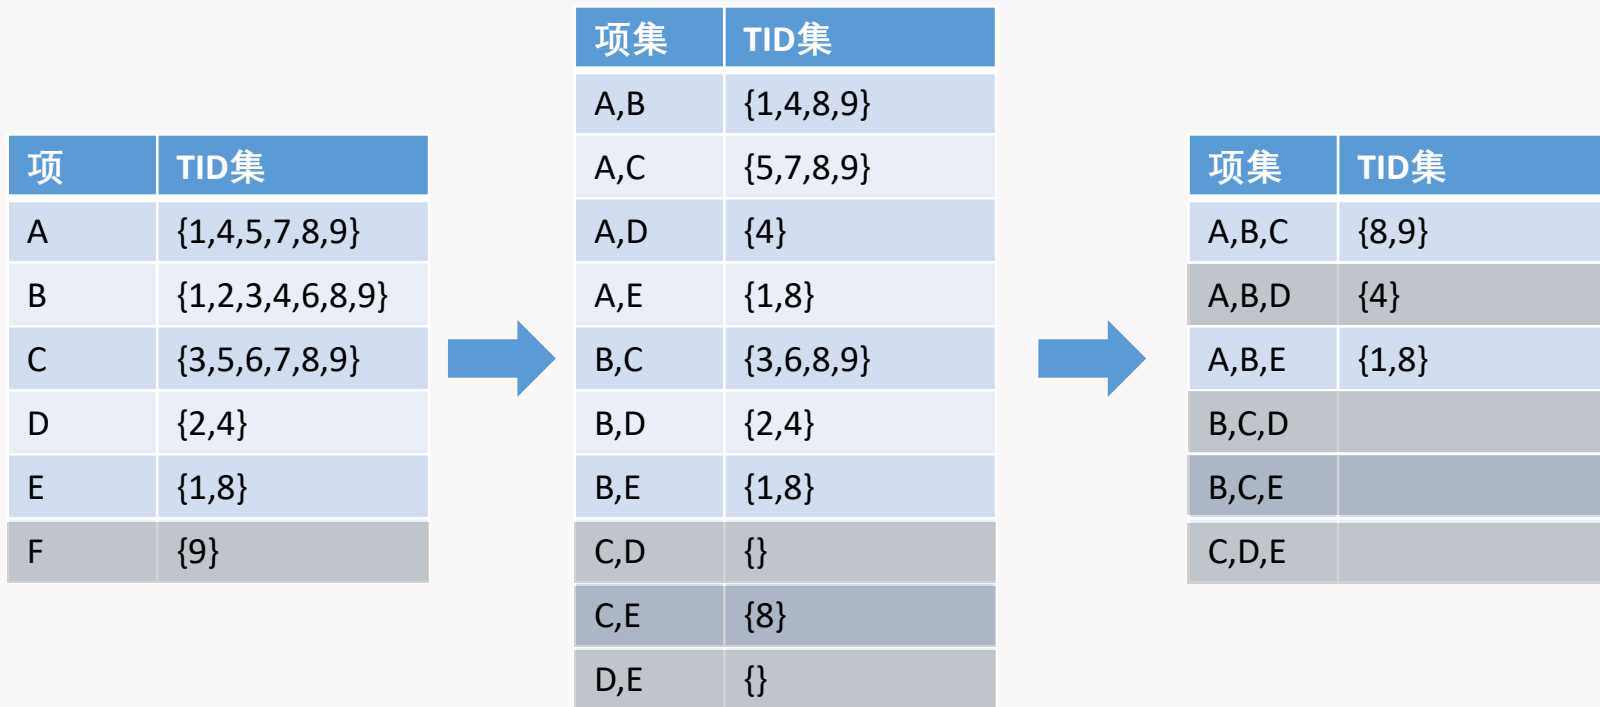 项 TID集
A {1,4,5,7,8,9}
B {1,2,3,4,6,8,9}
C {3,5,6,7,8,9}
D {2,4}
E {1,8}
F {9}
项集 TID集
A,B {1,4,8,9}
A,C {5,7,8,9}
A,D {4}
A,E {1,8}
B,C {3,6,8,9}
B,D {2,4}
B,E {1,8}
C,D {}
C,E {8}
D,E {}
项集 TID集
A,B,C {8,9}
A,B,D {4}
A,B,E {1,8}
B,C,D
B,C,E
C,D,E